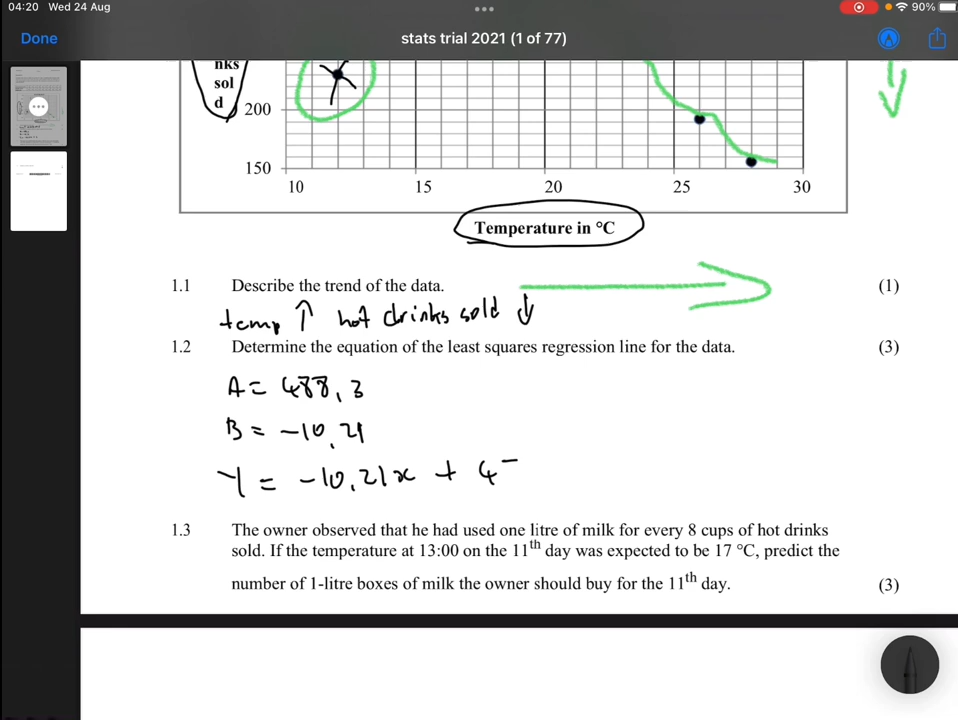 04:20 Wed 24 Aug
90%
Done
stats trial 2021 (1 of 77)
nks
sol
d
200
150
10 15 20 25 30
Temperature in °C
1.1 Describe the trend of the data. (1)
temp ↑ hot drinks sold ↓
1.2 Determine the equation of the least squares regression line for the data. (3)
A = 488,3
B = -10,21
Y = -10,21x + 4
1.3 The owner observed that he had used one litre of milk for every 8 cups of hot drinks
sold. If the temperature at 13:00 on the 11th day was expected to be 17 °C, predict the
number of 1-litre boxes of milk the owner should buy for the 11th day. (3)